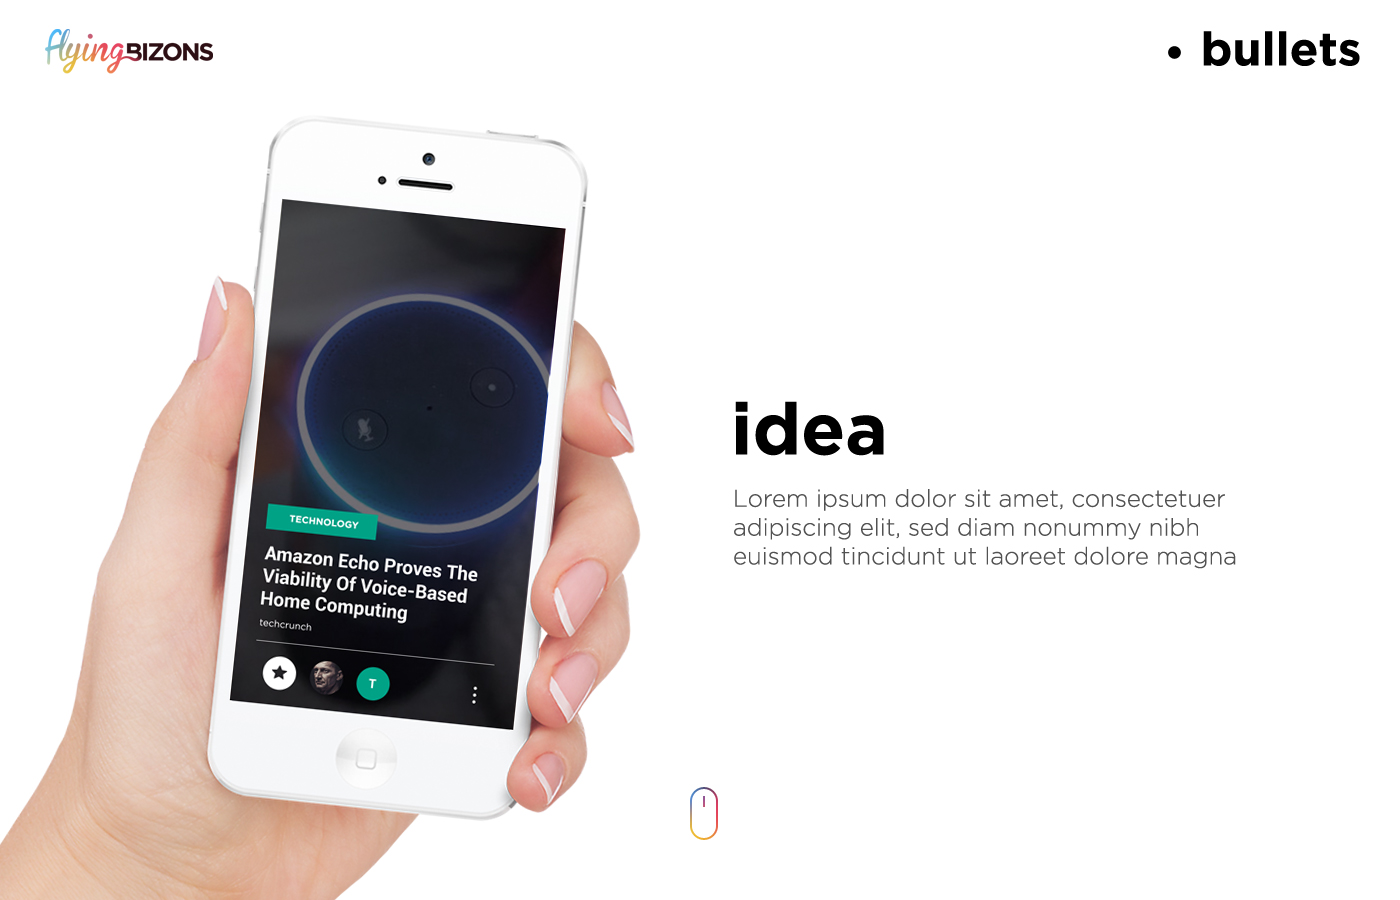 flyingBIZONS
• bullets
TECHNOLOGY
Amazon Echo Proves The
Viability Of Voice-Based
Home Computing
techcrunch
T
idea
Lorem ipsum dolor sit amet, consectetuer
adipiscing elit, sed diam nonummy nibh
euismod tincidunt ut laoreet dolore magna